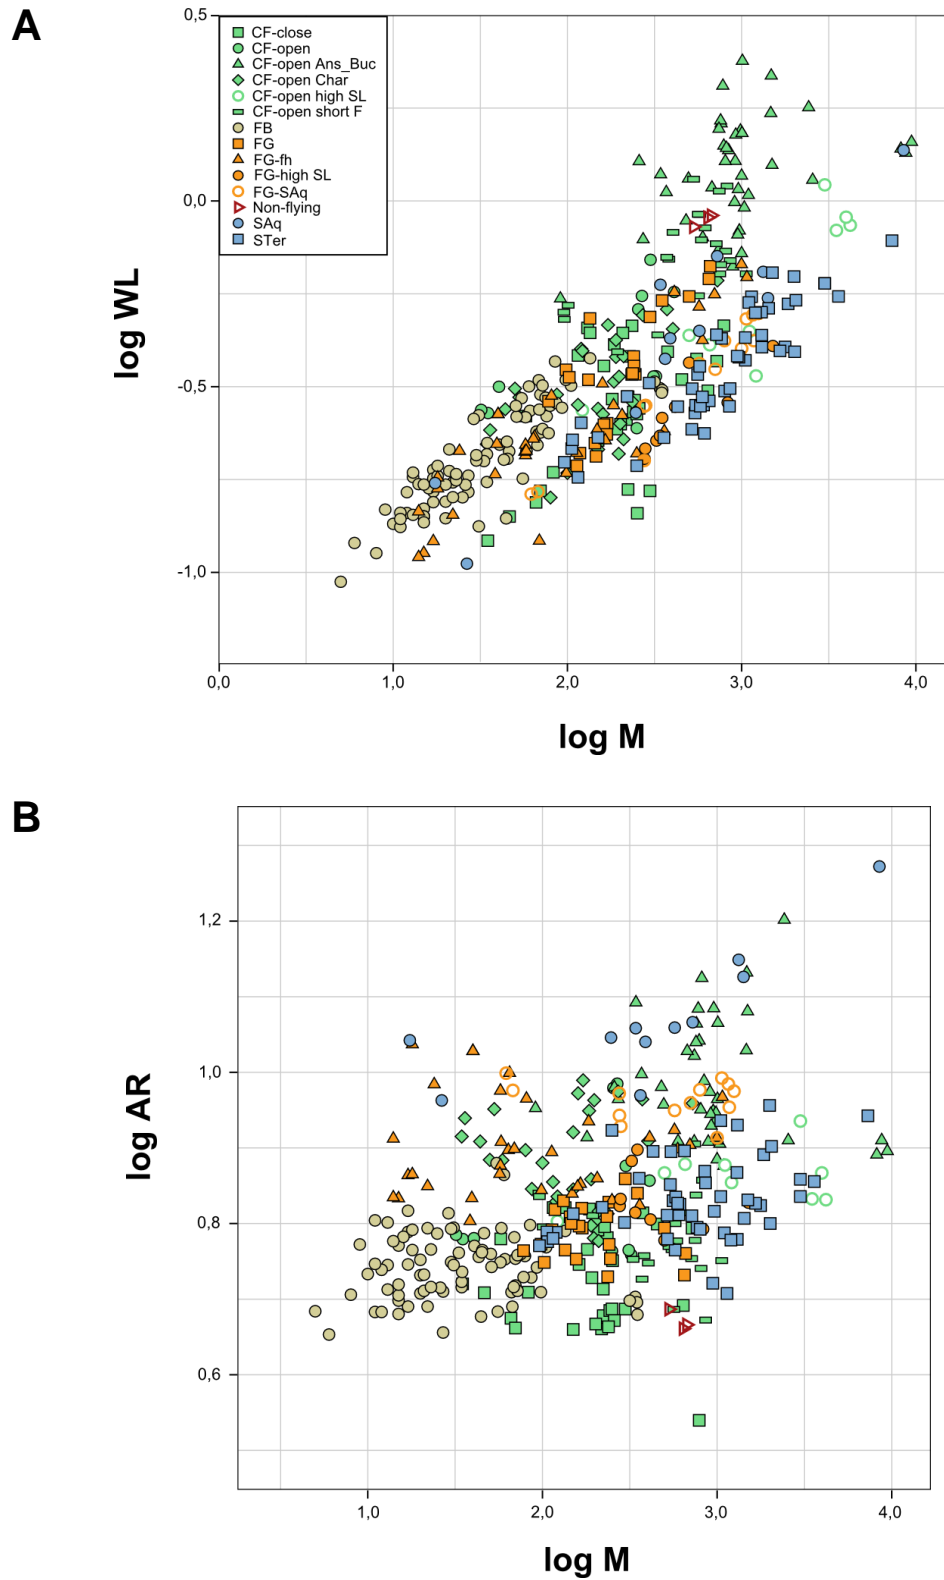 A
0,5
CF-close
CF-open
CF-open Ans_Buc
CF-open Char
CF-open high SL
CF-open short F
FB
FG
FG-fh
FG-high SL
FG-SAq
Non-flying
SAq
STer
0,0
-0,5
-1,0
log WL
0,0 1,0 2,0 3,0 4,0
log M
B
1,2
1,0
0,8
0,6
log AR
1,0 2,0 3,0 4,0
log M